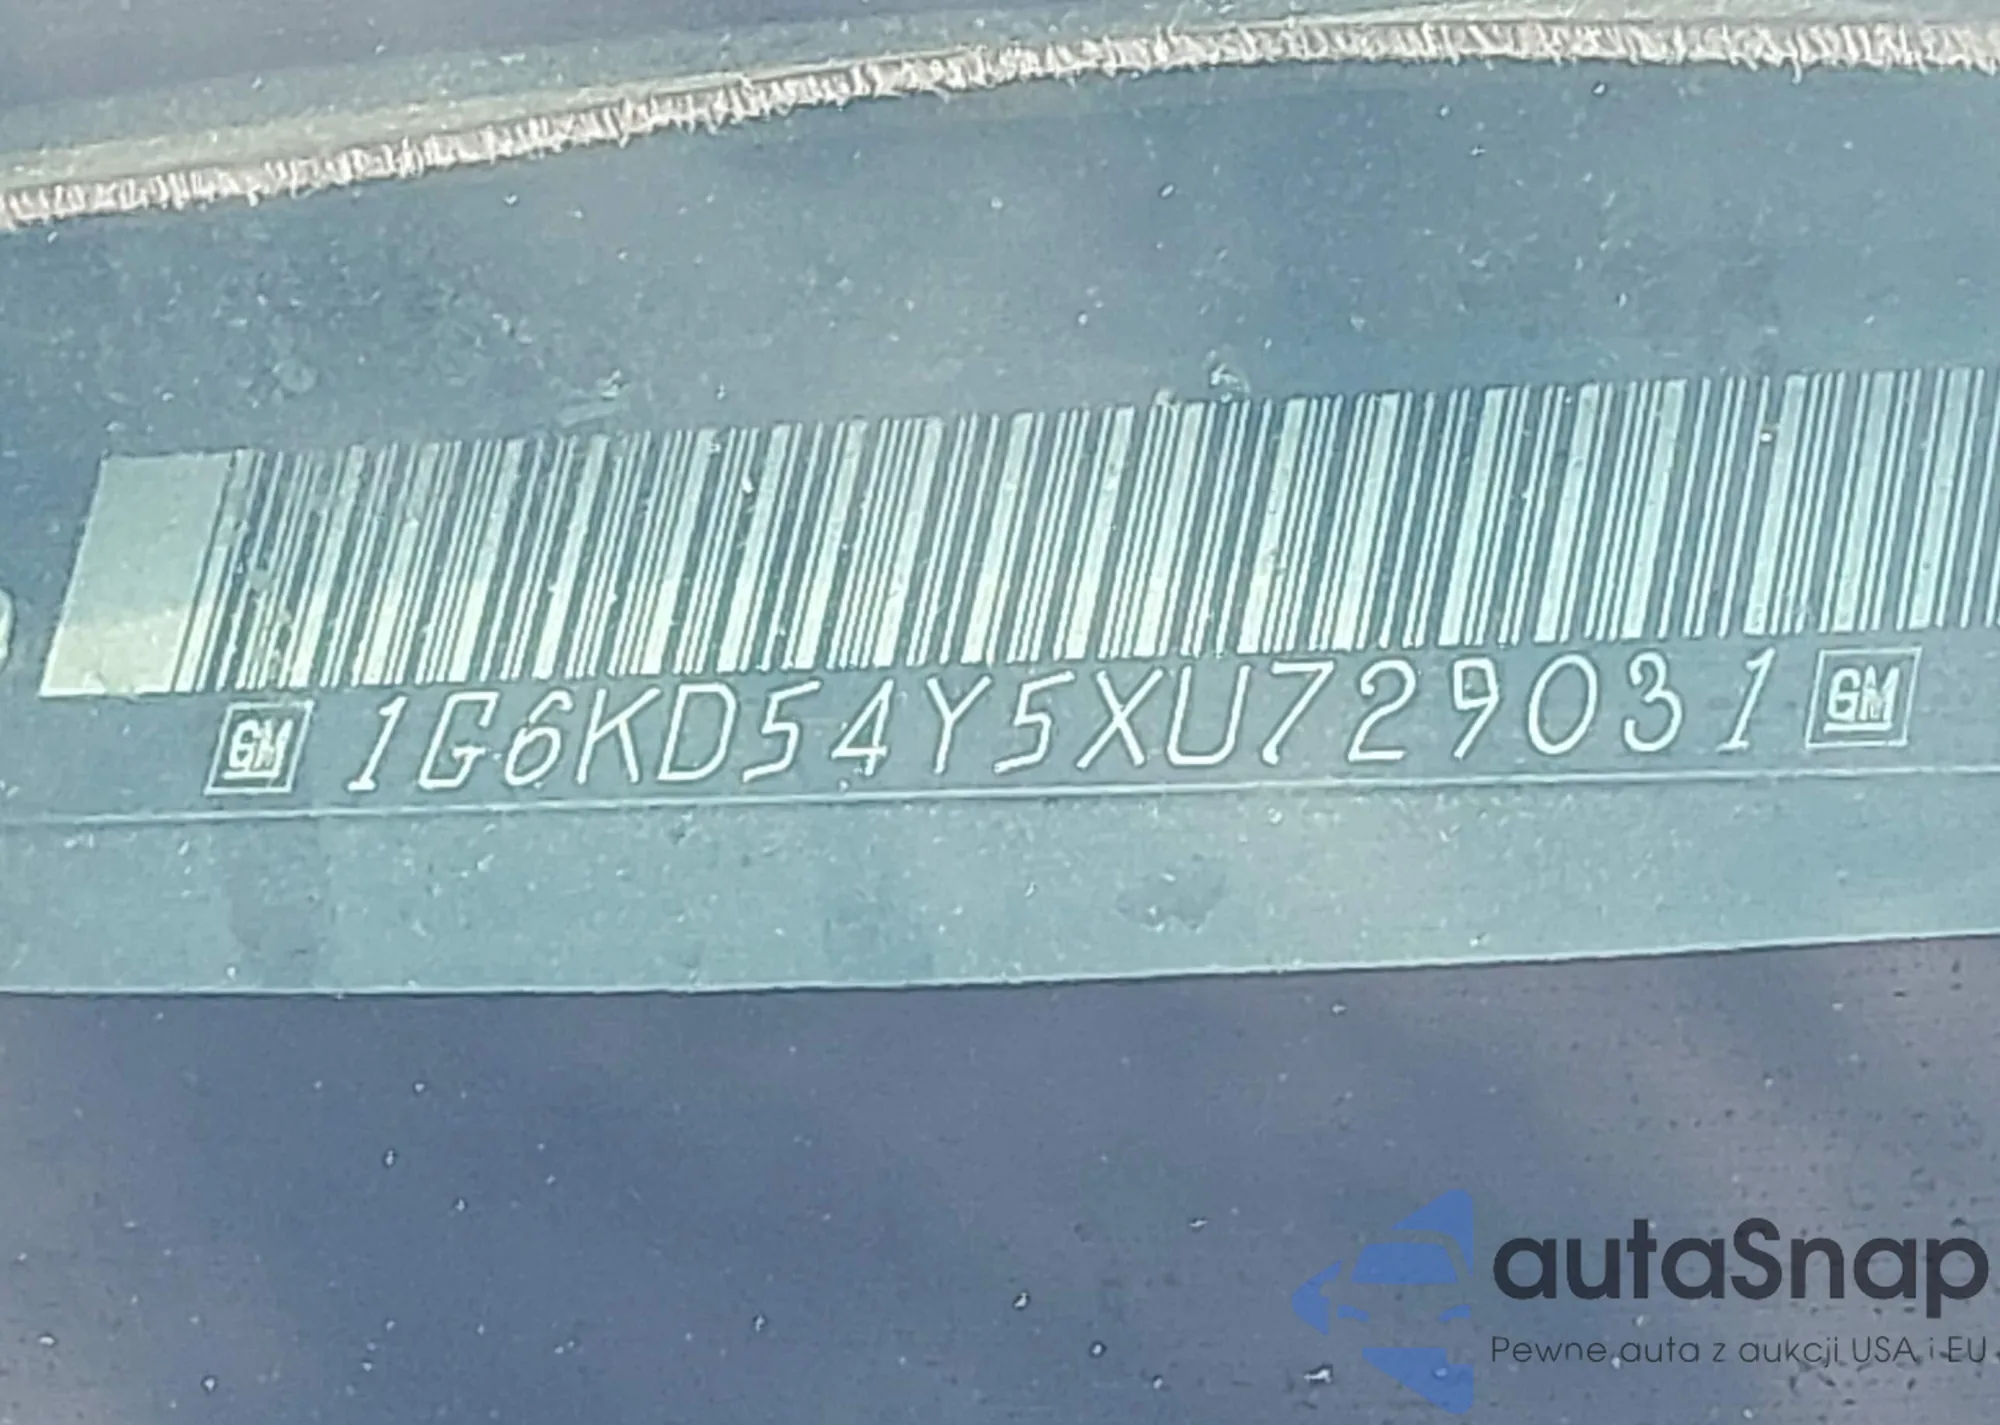 GM 1G6KD54Y5XU729031 GM
autaSnap
Pewne auta z aukcji USA i EU